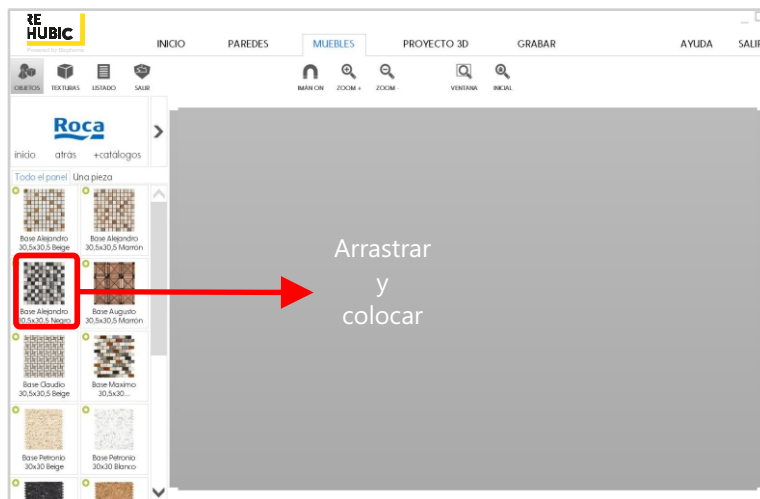 RE
HUBIC
INICIO PAREDES MUEBLES PROYECTO 3D GRABAR AYUDA SALIR
OBJETOS TEXTURAS LISTADO SALIR IMÁN ON ZOOM + ZOOM - VENTANA INICIAL
Roca
inicio atrás +catálogos
Todo el panel Una pieza
Base Alejandro
30,5x30,5 Beige
Base Alejandro
30,5x30,5 Marrón
Base Alejandro
30,5x30,5 Negro
Base Augusto
30,5x30,5 Marrón
Base Claudio
30,5x30,5 Beige
Base Maximo
30,5x30...
Base Petronio
30x30 Beige
Base Petronio
30x30 Blanco
Arrastrar
y
colocar